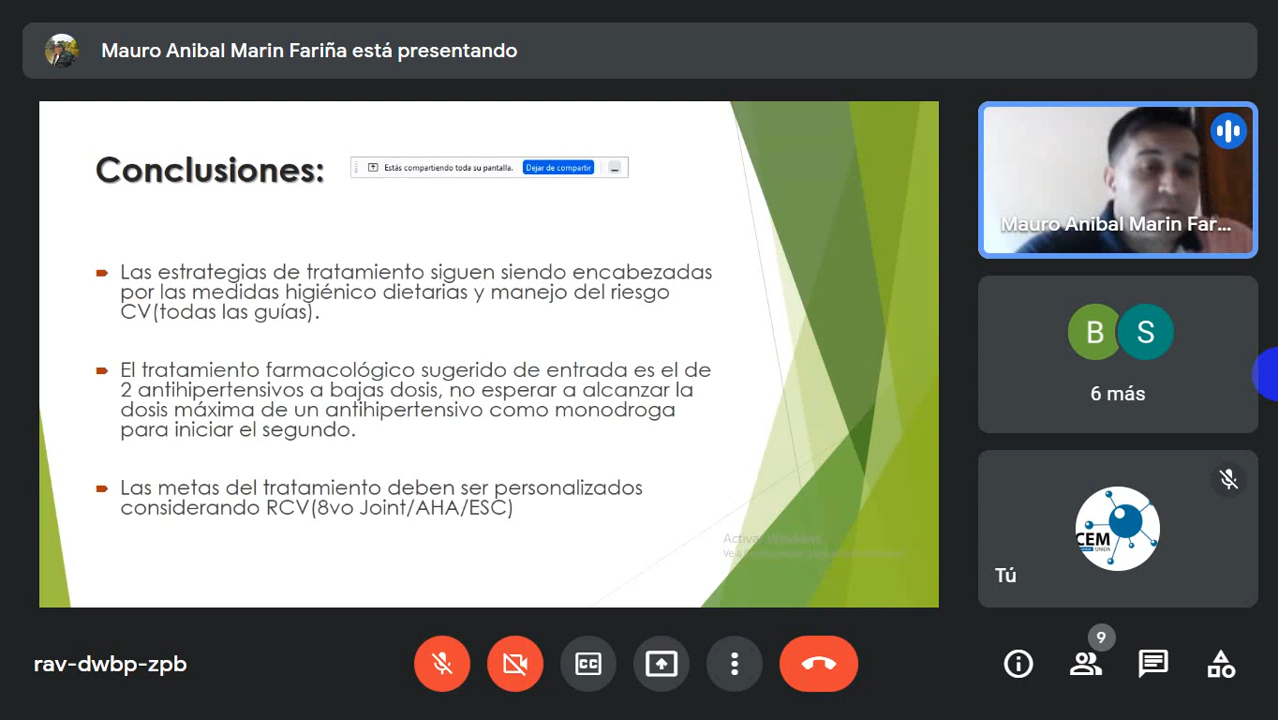 Mauro Anibal Marin Fariña está presentando
Conclusiones:
Estás compartiendo toda su pantalla. Dejar de compartir
Las estrategias de tratamiento siguen siendo encabezadas
por las medidas higiénico dietarias y manejo del riesgo
CV(todas las guías).
El tratamiento farmacológico sugerido de entrada es el de
2 antihipertensivos a bajas dosis, no esperar a alcanzar la
dosis máxima de un antihipertensivo como monodroga
para iniciar el segundo.
Las metas del tratamiento deben ser personalizados
considerando RCV(8vo Joint/AHA/ESC)
Activar Windows
Mauro Anibal Marin Far...
B S
6 más
CEM
UNIDA
Tú
rav-dwbp-zpb
CC
9